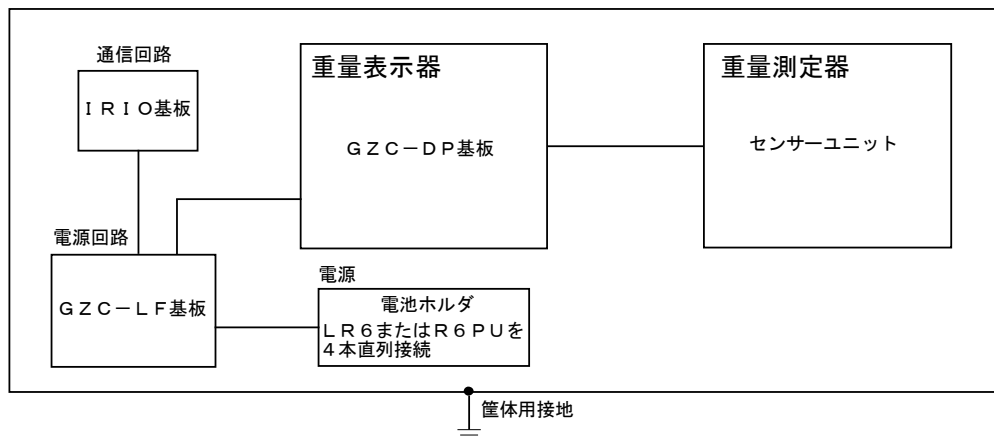 通信回路
ＩＲＩＯ基板
重量表示器
ＧＺＣ－ＤＰ基板
重量測定器
センサーユニット
電源回路
ＧＺＣ－ＬＦ基板
電源
電池ホルダ
ＬＲ６またはＲ６ＰＵを
４本直列接続
筐体用接地